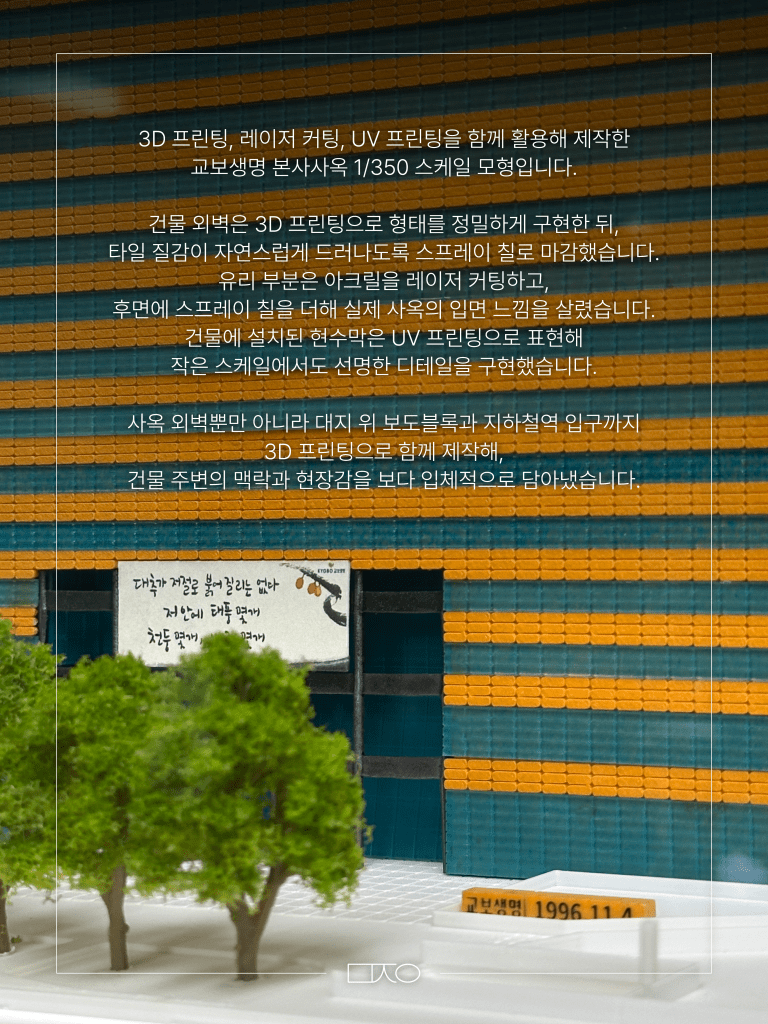 3D 프린팅, 레이저 커팅, UV 프린팅을 함께 활용해 제작한
교보생명 본사사옥 1/350 스케일 모형입니다.
건물 외벽은 3D 프린팅으로 형태를 정밀하게 구현한 뒤,
타일 질감이 자연스럽게 드러나도록 스프레이 칠로 마감했습니다.
유리 부분은 아크릴을 레이저 커팅하고,
후면에 스프레이 칠을 더해 실제 사옥의 입면 느낌을 살렸습니다.
건물에 설치된 현수막은 UV 프린팅으로 표현해
작은 스케일에서도 선명한 디테일을 구현했습니다.
사옥 외벽뿐만 아니라 대지 위 보도블록과 지하철역 입구까지
3D 프린팅으로 함께 제작해,
건물 주변의 맥락과 현장감을 보다 입체적으로 담아냈습니다.
KYOBO 교보생명
대추가 저절로 붉어질리는 없다
저 안에 태풍 몇개
천둥 몇개 몇개
교보생명 1996.11.4